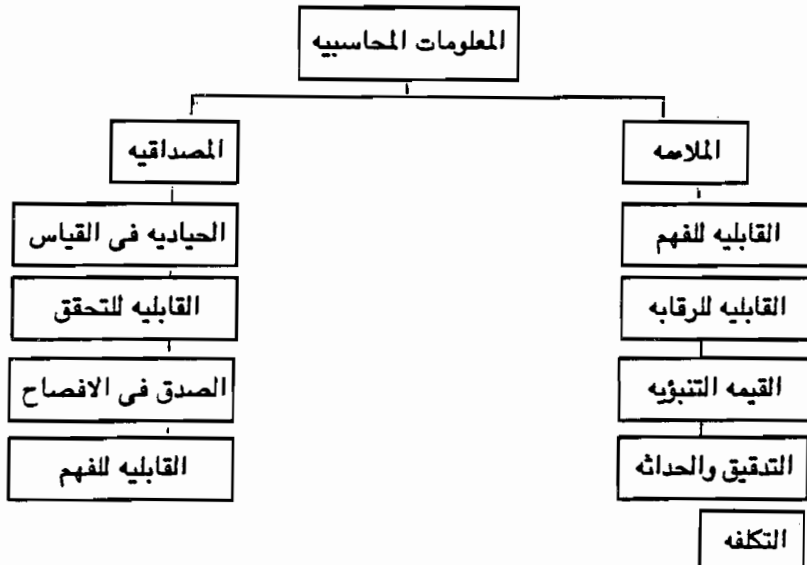 المعلومات المحاسبيه
الملاعمه
المصداقيه
القابليه للفهم
الحياديه فى القياس
القابليه للرقابه
القابليه للتحقق
القيمه التنبؤيه
الصدق فى الافصاح
التدقيق والحداثه
القابليه للفهم
التكلفه